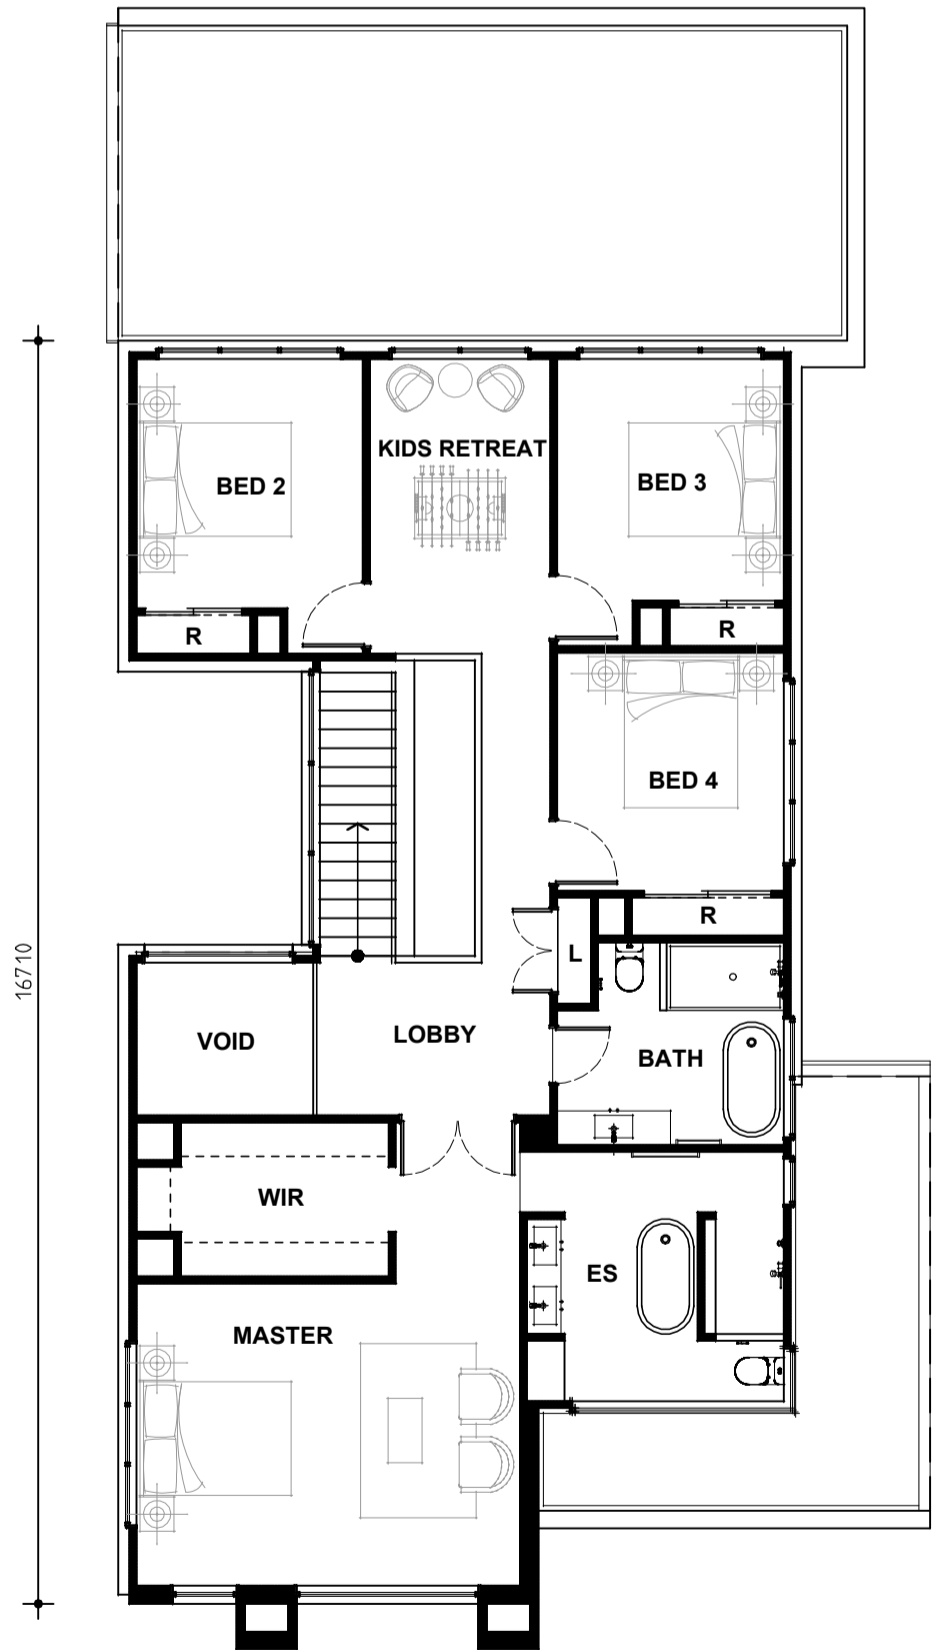 KIDS RETREAT
BED 2
BED 3
R
R
BED 4
R
L
16710
VOID
LOBBY
BATH
WIR
ES
MASTER